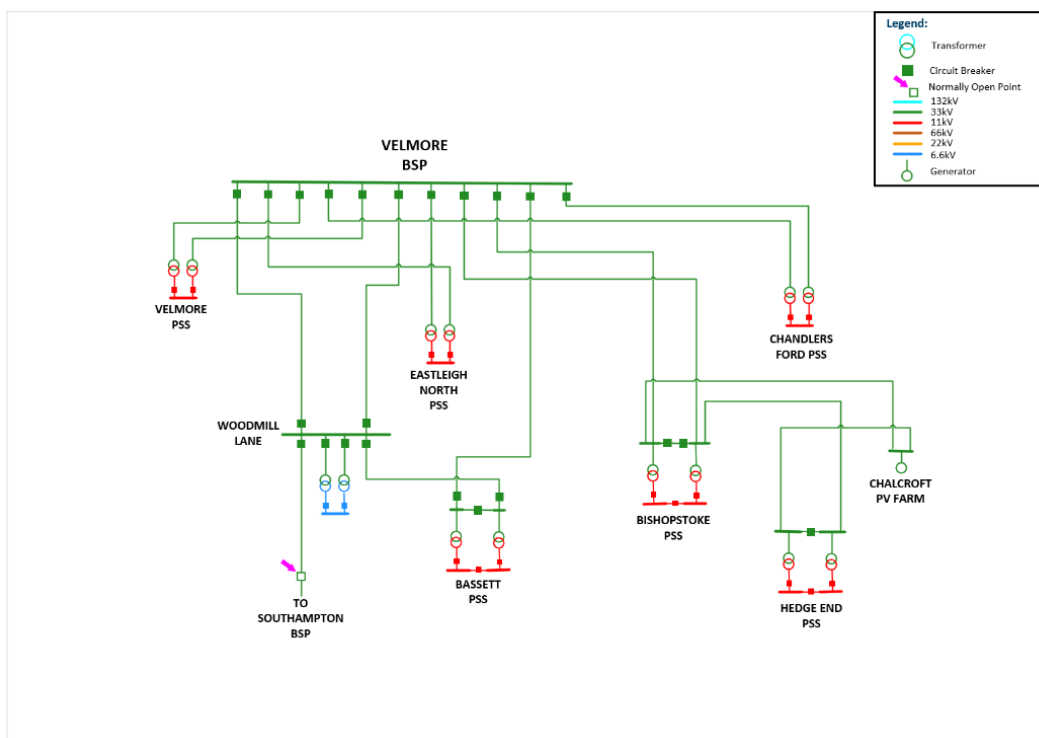 Legend:
Transformer
Circuit Breaker
Normally Open Point
132kV
33kV
11kV
66kV
22kV
6.6kV
Generator
VELMORE
BSP
VELMORE
PSS
EASTLEIGH
NORTH
PSS
CHANDLERS
FORD PSS
WOODMILL
LANE
BISHOPSTOKE
PSS
CHALCROFT
PV FARM
BASSETT
PSS
HEDGE END
PSS
TO
SOUTHAMPTON
BSP